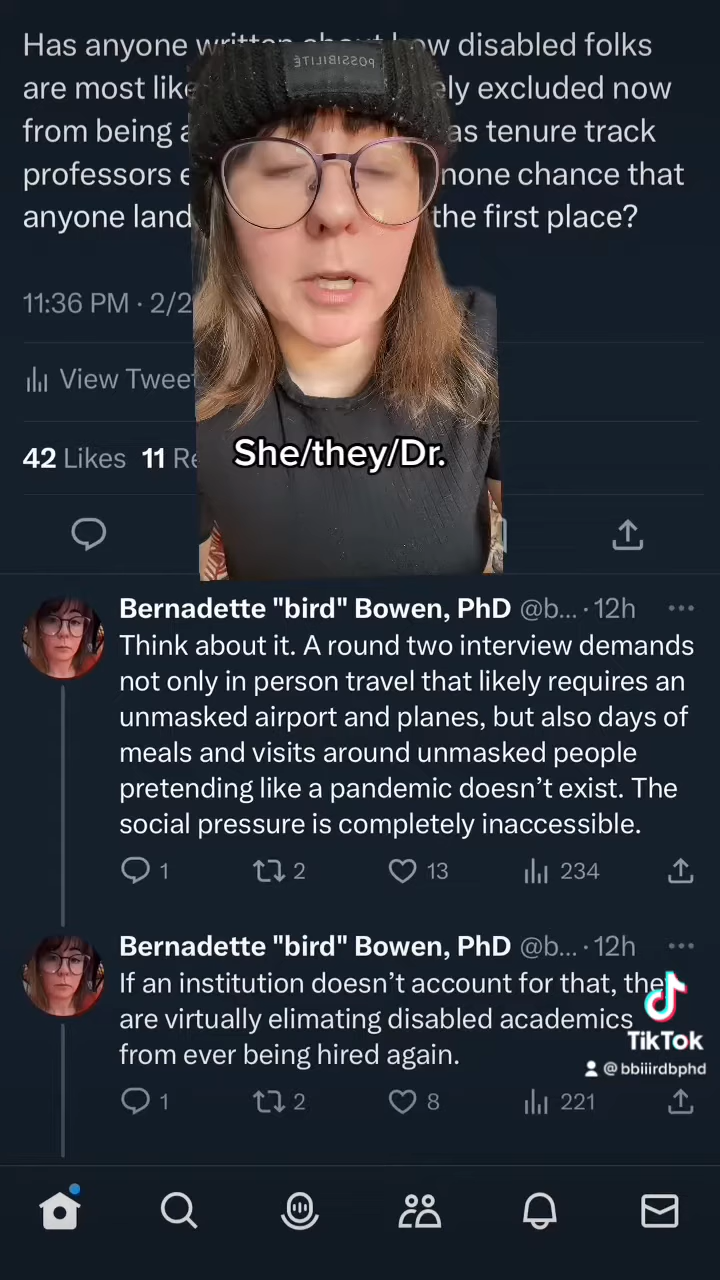 Has anyone written about how disabled folks
are most like ely excluded now
from being a as tenure track
professors e none chance that
anyone land the first place?
POSSIBILITÉ
11:36 PM · 2/2
View Tweet
42 Likes 11 Re
She/they/Dr.
Bernadette "bird" Bowen, PhD @b... · 12h
Think about it. A round two interview demands
not only in person travel that likely requires an
unmasked airport and planes, but also days of
meals and visits around unmasked people
pretending like a pandemic doesn't exist. The
social pressure is completely inaccessible.
1 2 13 234
Bernadette "bird" Bowen, PhD @b... · 12h
If an institution doesn't account for that, the
are virtually elimating disabled academics
from ever being hired again.
TikTok
@bbiiirdbphd
1 2 8 221